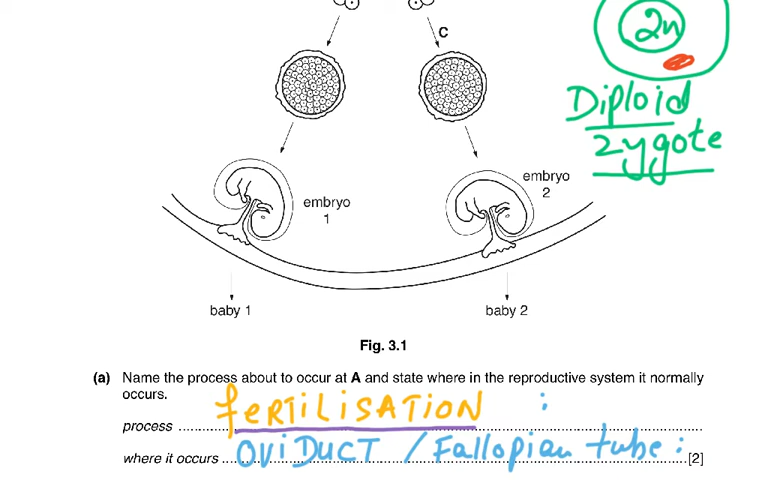 2n
C
Diploid
zygote
embryo
1
embryo
2
baby 1
baby 2
Fig. 3.1
(a) Name the process about to occur at A and state where in the reproductive system it normally
occurs.
process fERTILISATION :
where it occurs OViDUCT / Fallopian tube : [2]